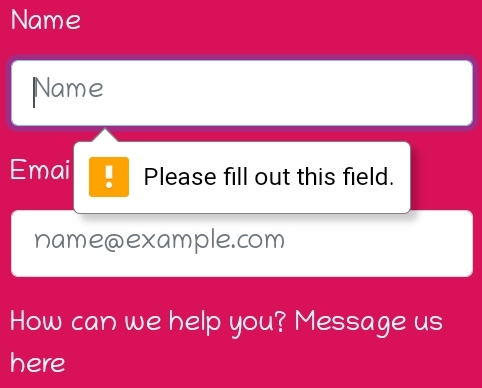 Name
Name
Please fill out this field.
Emai
name@example.com
How can we help you? Message us
here